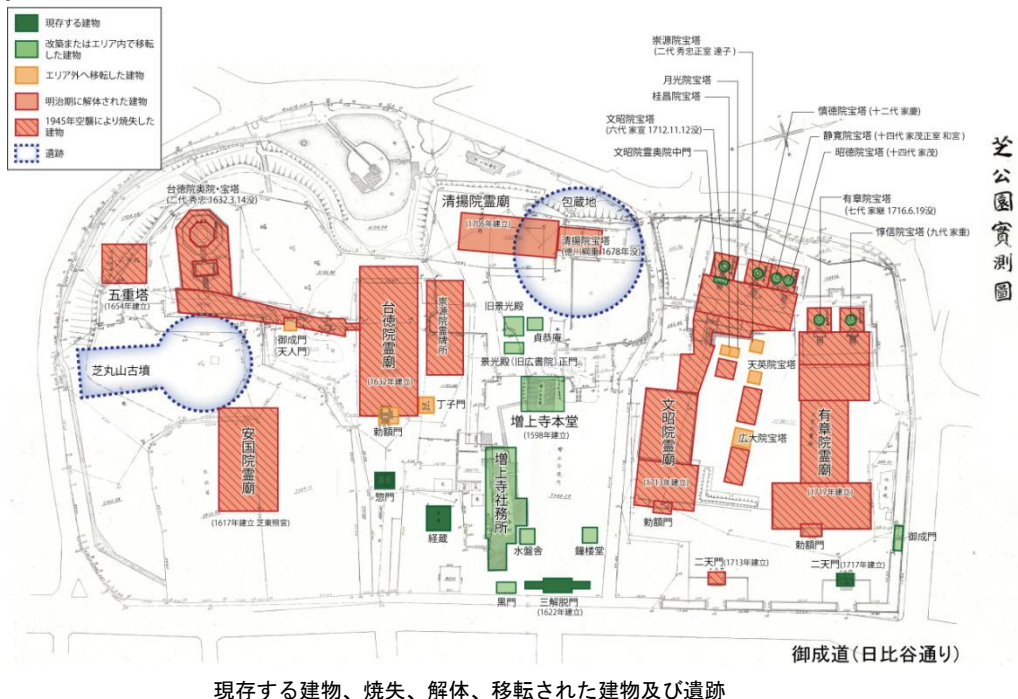 現存する建物
改築またはエリア内で移転
した建物
エリア外へ移転した建物
明治期に解体された建物
1945年空襲により焼失した
建物
遺跡
崇源院宝塔
(二代 秀忠正室 達子)
月光院宝塔
桂昌院宝塔
文昭院宝塔
(六代 家宣 1712.11.12没)
文昭院霊奥院中門
慎徳院宝塔 (十二代 家慶)
静寛院宝塔 (十四代 家茂正室 和宮)
昭徳院宝塔 (十四代 家茂)
有章院宝塔
(七代 家継 1716.6.19没)
惇信院宝塔 (九代 家重)
芝公園實測圖
台徳院奥院・宝塔
(二代 秀忠 1632.3.14没)
清揚院霊廟
(1705年建立)
包蔵地
清揚院宝塔
(徳川綱重 1678年没)
五重塔
(1654年建立)
御成門
(天人門)
芝丸山古墳
台徳院霊廟
(1632年建立)
崇源院霊牌所
旧景光殿
貞恭庵
景光殿(旧広書院)正門
増上寺本堂
(1598年建立)
丁子門
勅額門
安国院霊廟
(1617年建立 芝東照宮)
惣門
経蔵
増上寺社務所
水盤舎
鐘楼堂
黒門
三解脱門
(1622年建立)
文昭院霊廟
(1713年建立)
勅額門
天英院宝塔
広大院宝塔
有章院霊廟
(1717年建立)
勅額門
御成門
二天門(1713年建立)
二天門(1717年建立)
御成道(日比谷通り)
現存する建物、焼失、解体、移転された建物及び遺跡